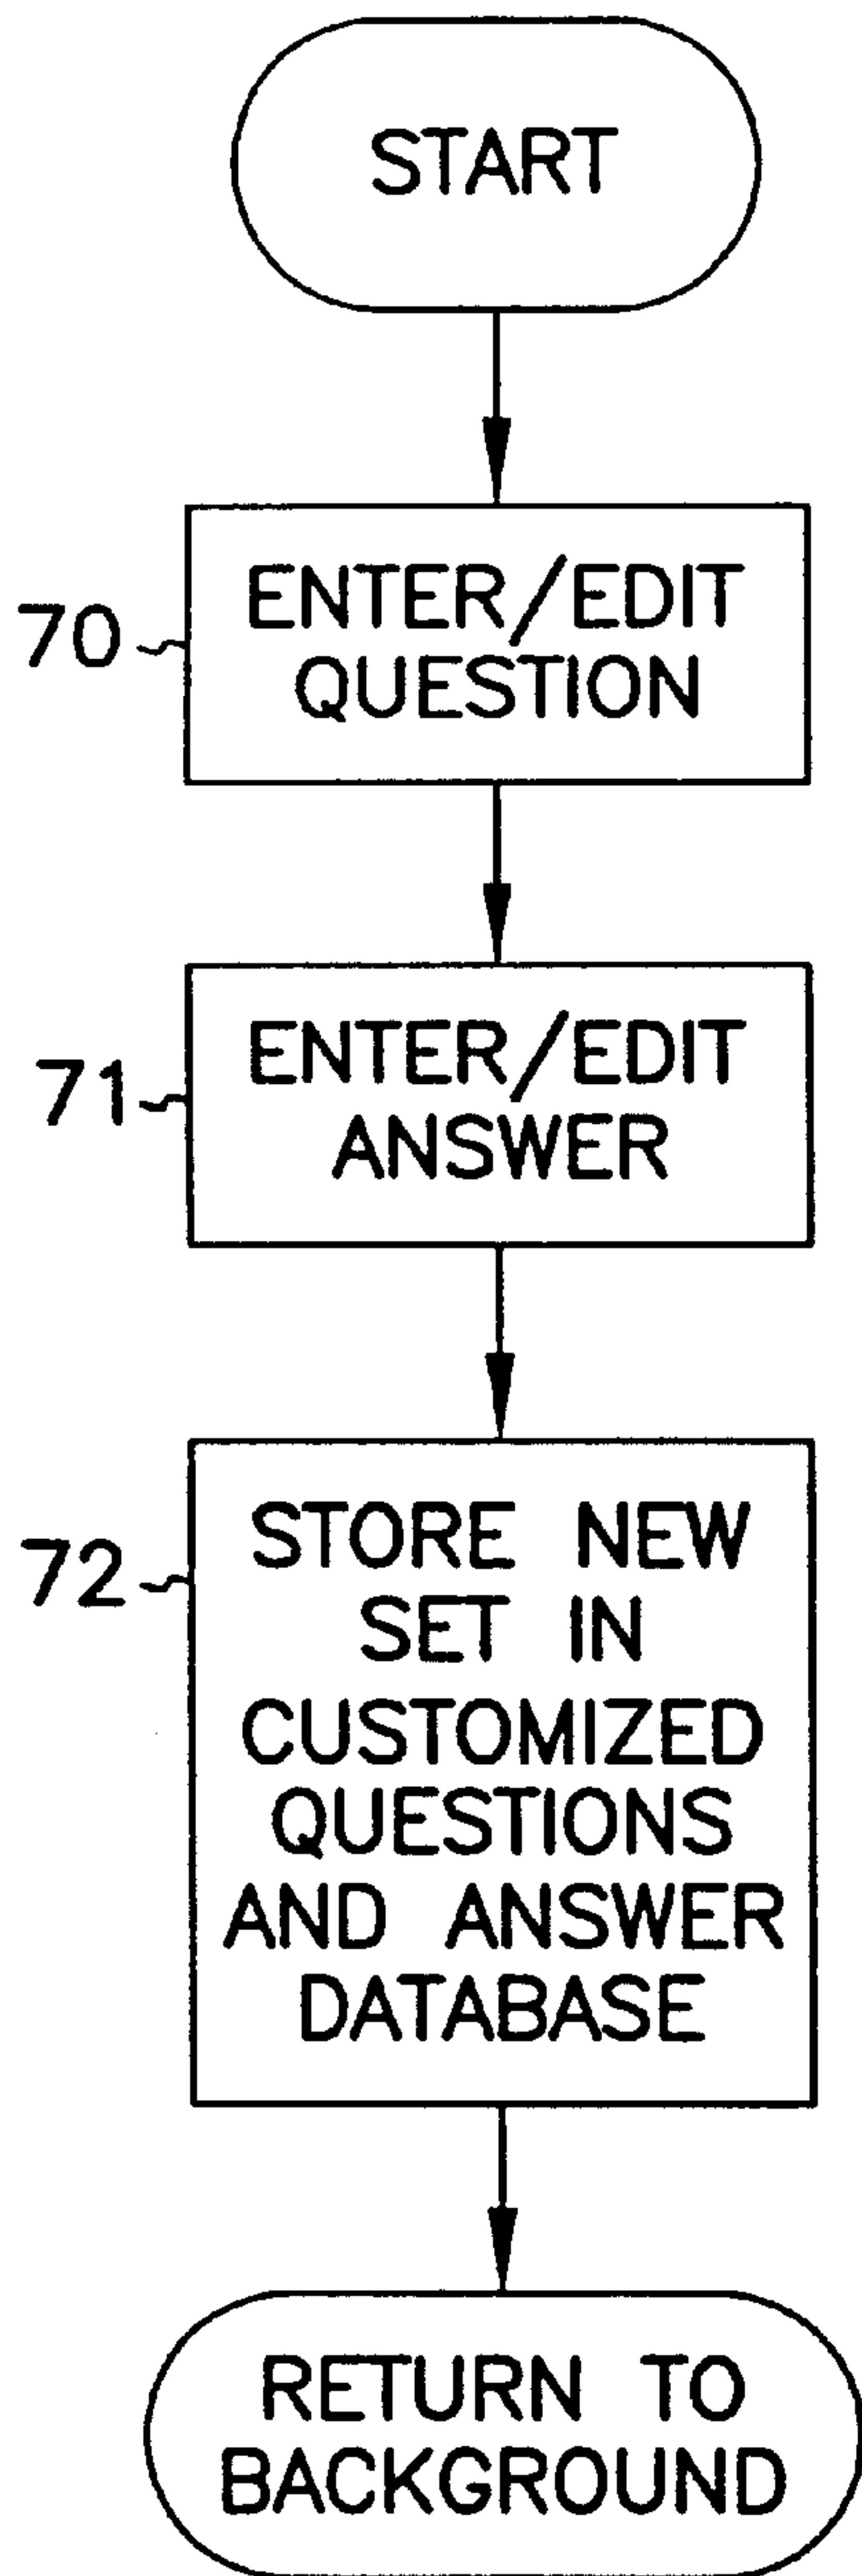 START
70
ENTER/EDIT
QUESTION
71
ENTER/EDIT
ANSWER
72
STORE NEW
SET IN
CUSTOMIZED
QUESTIONS
AND ANSWER
DATABASE
RETURN TO
BACKGROUND